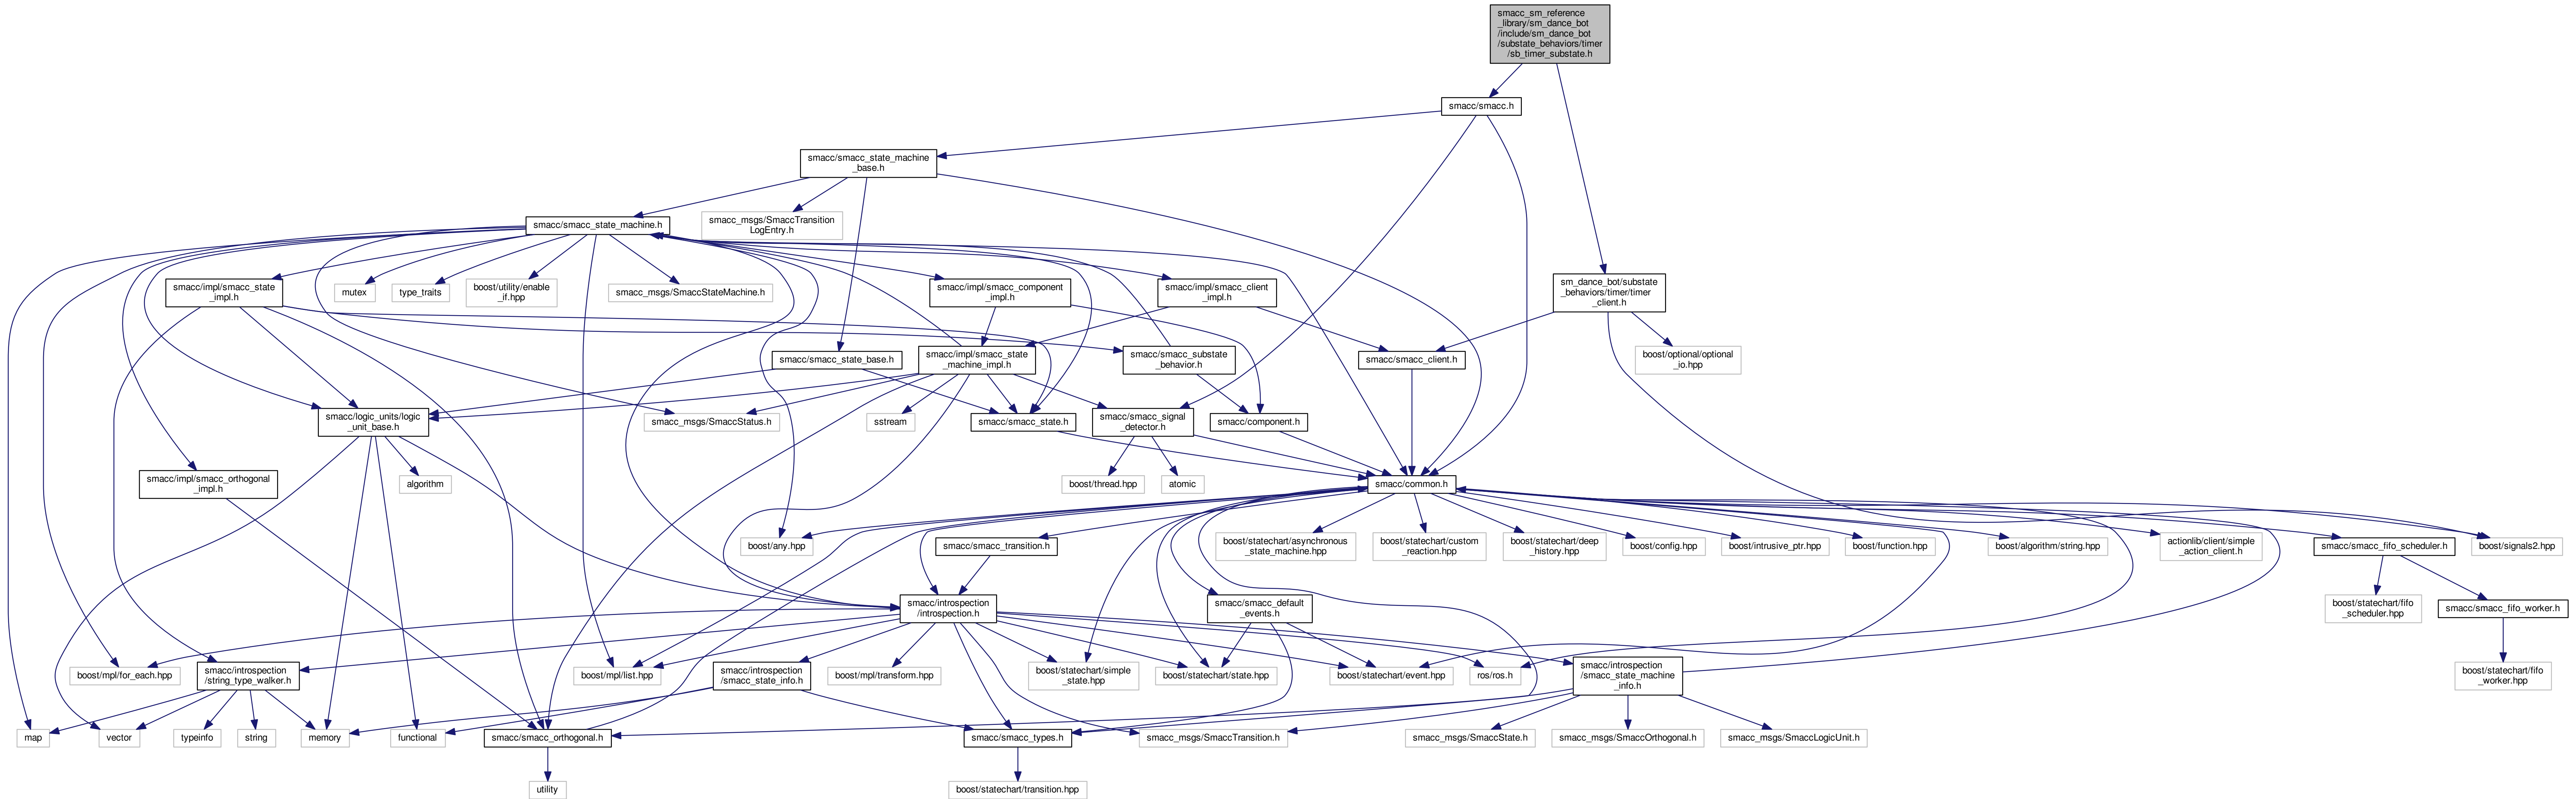 smacc_sm_reference
_library/sm_dance_bot
/include/sm_dance_bot
/substate_behaviors/timer
/sb_timer_substate.h
smacc/smacc.h
smacc/smacc_state_machine
_base.h
smacc/smacc_state_machine.h
smacc_msgs/SmaccTransition
LogEntry.h
smacc/impl/smacc_state
_impl.h
mutex
type_traits
boost/utility/enable
_if.hpp
smacc_msgs/SmaccStateMachine.h
smacc/impl/smacc_component
_impl.h
smacc/impl/smacc_client
_impl.h
sm_dance_bot/substate
_behaviors/timer/timer
_client.h
smacc/smacc_state_base.h
smacc/impl/smacc_state
_machine_impl.h
smacc/smacc_substate
_behavior.h
smacc/smacc_client.h
boost/optional/optional
_io.hpp
smacc/logic_units/logic
_unit_base.h
smacc_msgs/SmaccStatus.h
sstream
smacc/smacc_state.h
smacc/smacc_signal
_detector.h
smacc/component.h
smacc/impl/smacc_orthogonal
_impl.h
algorithm
boost/thread.hpp
atomic
smacc/common.h
boost/any.hpp
smacc/smacc_transition.h
boost/statechart/asynchronous
_state_machine.hpp
boost/statechart/custom
_reaction.hpp
boost/statechart/deep
_history.hpp
boost/config.hpp
boost/intrusive_ptr.hpp
boost/function.hpp
boost/algorithm/string.hpp
actionlib/client/simple
_action_client.h
smacc/smacc_fifo_scheduler.h
boost/signals2.hpp
smacc/introspection
/introspection.h
smacc/smacc_default
_events.h
boost/statechart/fifo
_scheduler.hpp
smacc/smacc_fifo_worker.h
boost/mpl/for_each.hpp
smacc/introspection
/string_type_walker.h
boost/mpl/list.hpp
smacc/introspection
/smacc_state_info.h
boost/mpl/transform.hpp
boost/statechart/simple
_state.hpp
boost/statechart/state.hpp
boost/statechart/event.hpp
ros/ros.h
smacc/introspection
/smacc_state_machine
_info.h
boost/statechart/fifo
_worker.hpp
map
vector
typeinfo
string
memory
functional
smacc/smacc_orthogonal.h
smacc/smacc_types.h
smacc_msgs/SmaccTransition.h
smacc_msgs/SmaccState.h
smacc_msgs/SmaccOrthogonal.h
smacc_msgs/SmaccLogicUnit.h
utility
boost/statechart/transition.hpp